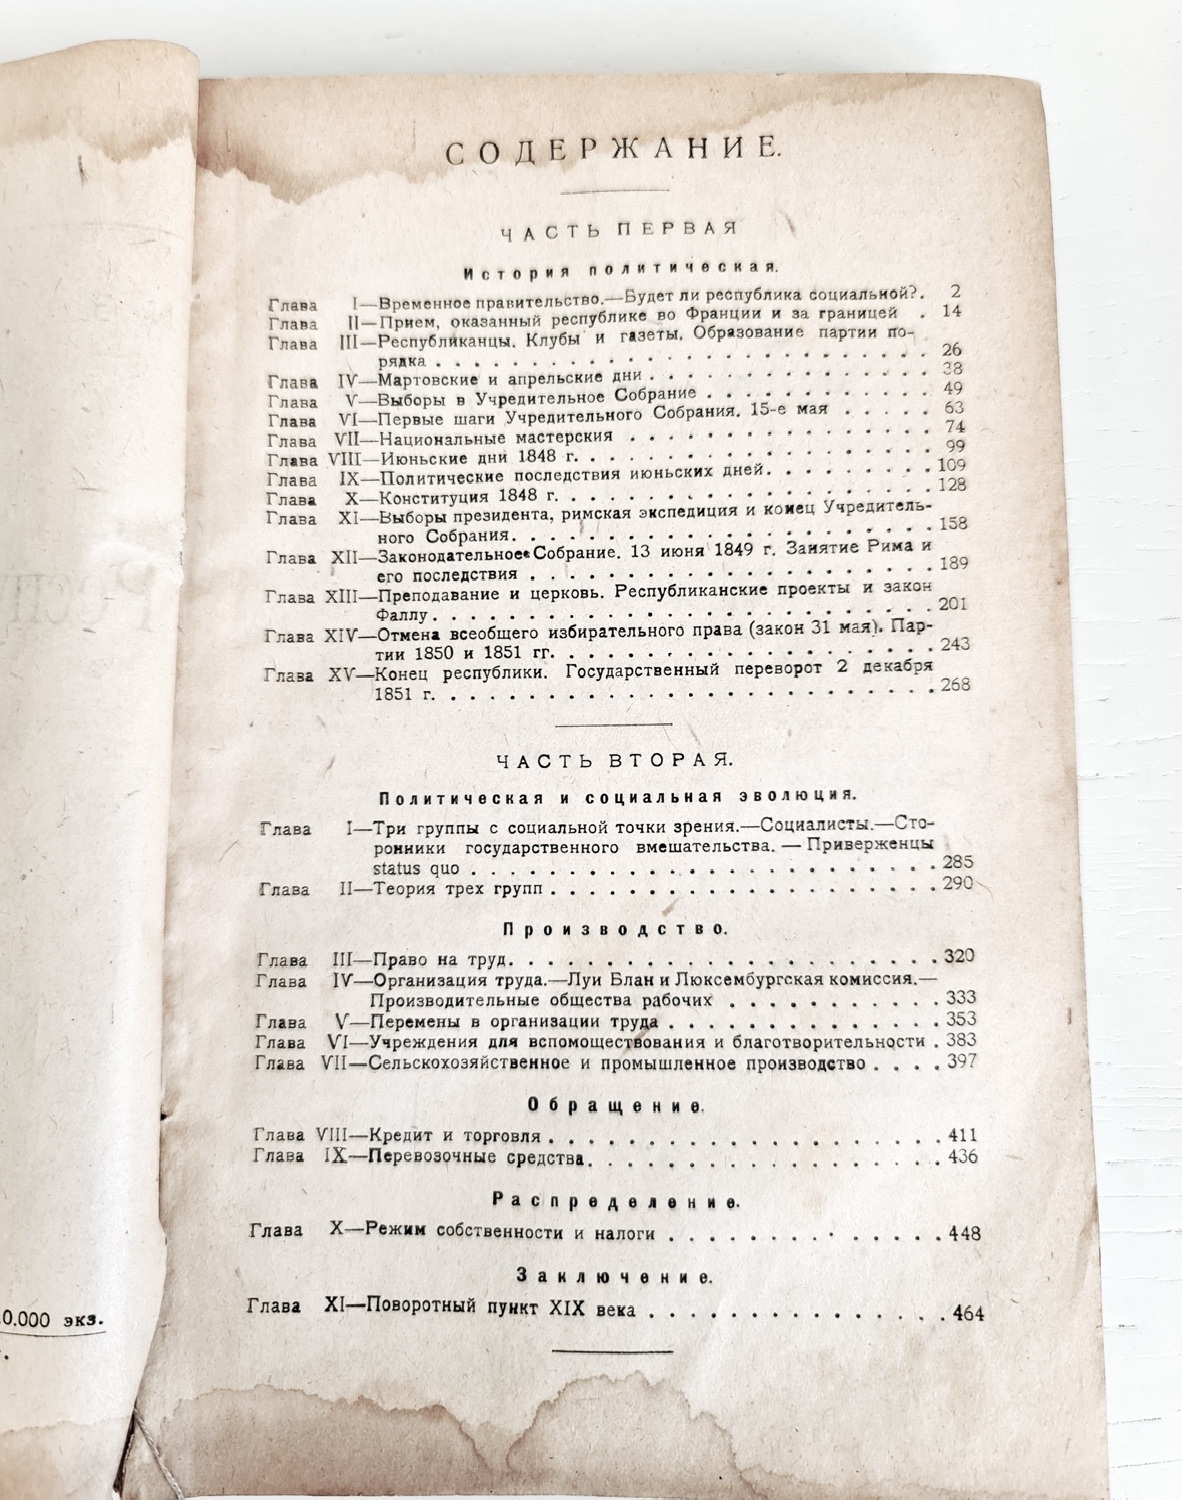 СОДЕРЖАНИЕ.
ЧАСТЬ ПЕРВАЯ
История политическая.
Глава I—Временное правительство.—Будет ли республика социальной?. 2
Глава II—Прием, оказанный республике во Франции и за границей . 14
Глава III—Республиканцы. Клубы и газеты. Образование партии по-
рядка . . . . . . . . . . . . . . . . . . . . 26
Глава IV—Мартовские и апрельские дни . . . . . . . . . . . 38
Глава V—Выборы в Учредительное Собрание . . . . . . . . . 49
Глава VI—Первые шаги Учредительного Собрания. 15-е мая . . . . . 63
Глава VII—Национальные мастерския . . . . . . . . . . . . 74
Глава VIII—Июньские дни 1848 г. . . . . . . . . . . . . . 99
Глава IX—Политические последствия июньских дней. . . . . . . 109
Глава X—Конституция 1848 г. . . . . . . . . . . . . . . 128
Глава XI—Выборы президента, римская экспедиция и конец Учредитель-
ного Собрания. . . . . . . . . . . . . . . . . 158
Глава XII—Законодательное Собрание. 13 июня 1849 г. Занятие Рима и
его последствия . . . . . . . . . . . . . . . . 189
Глава XIII—Преподавание и церковь. Республиканские проекты и закон
Фаллу. . . . . . . . . . . . . . . . . . . . 201
Глава XIV—Отмена всеобщего избирательного права (закон 31 мая). Пар-
тии 1850 и 1851 гг. . . . . . . . . . . . . . . . 243
Глава XV—Конец республики. Государственный переворот 2 декабря
1851 г. . . . . . . . . . . . . . . . . . . . 268
ЧАСТЬ ВТОРАЯ.
Политическая и социальная эволюция.
Глава I—Три группы с социальной точки зрения.—Социалисты.—Сто-
ронники государственного вмешательства. — Приверженцы
status quo . . . . . . . . . . . . . . . . . . 285
Глава II—Теория трех групп . . . . . . . . . . . . . . . 290
Производство.
Глава III—Право на труд. . . . . . . . . . . . . . . . . 320
Глава IV—Организация труда.—Луи Блан и Люксембургская комиссия.—
Производительные общества рабочих . . . . . . . . . 333
Глава V—Перемены в организации труда . . . . . . . . . . 353
Глава VI—Учреждения для вспомоществования и благотворительности . 383
Глава VII—Сельскохозяйственное и промышленное производство . . . . 397
Обращение.
Глава VIII—Кредит и торговля . . . . . . . . . . . . . . . 411
Глава IX—Перевозочные средства. . . . . . . . . . . . . . 436
Распределение.
Глава X—Режим собственности и налоги . . . . . . . . . . . 448
Заключение.
Глава XI—Поворотный пункт XIX века . . . . . . . . . . . . 464
0.000 экз.